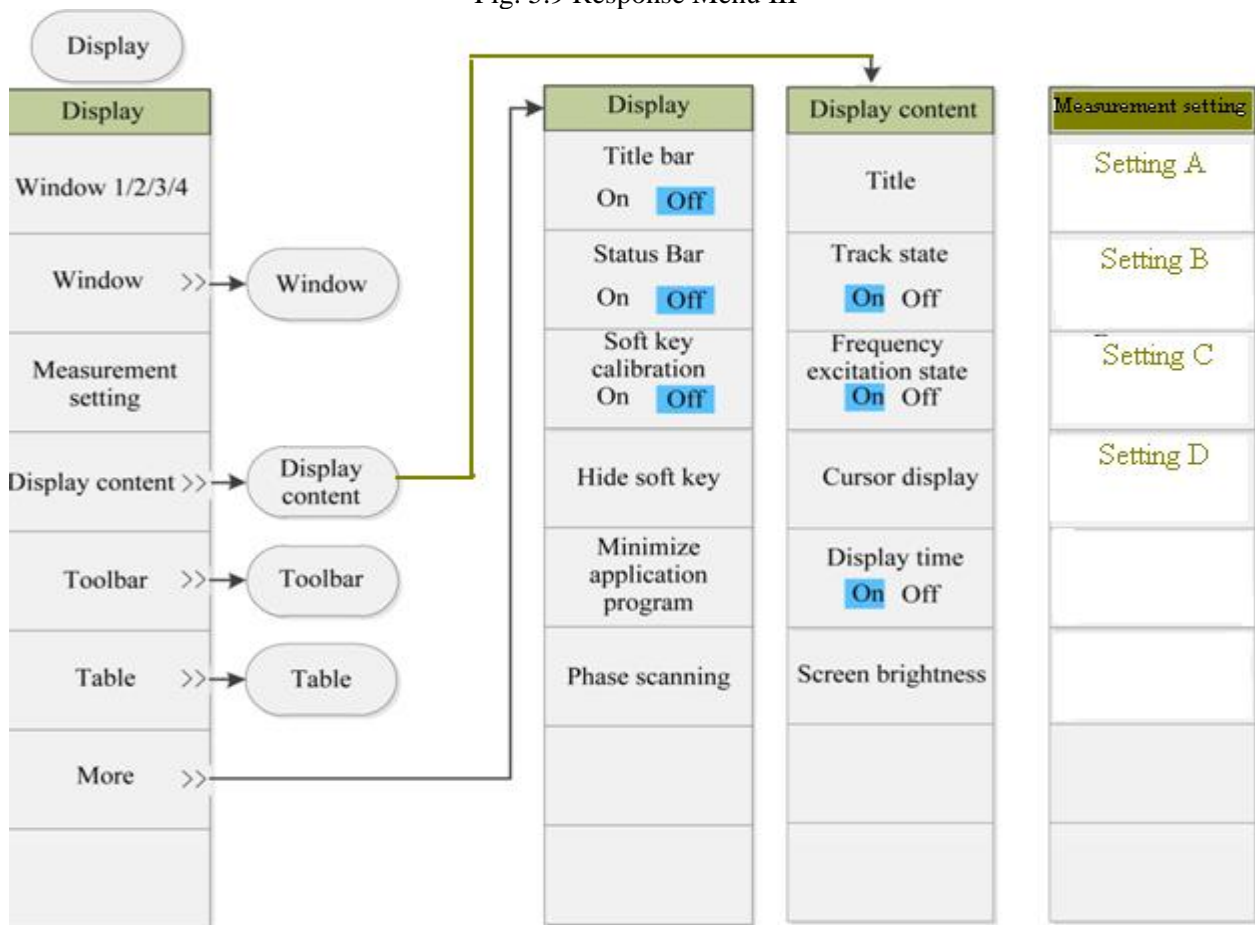 Fig. 3.9 Response Menu III
Display
Display
Window 1/2/3/4
Window >>
Window
Measurement
setting
Display content >>
Display
content
Toolbar >>
Toolbar
Table >>
Table
More >>
Display
Title bar
On Off
Status Bar
On Off
Soft key
calibration
On Off
Hide soft key
Minimize
application
program
Phase scanning
Display content
Title
Track state
On Off
Frequency
excitation state
On Off
Cursor display
Display time
On Off
Screen brightness
Measurement setting
Setting A
Setting B
Setting C
Setting D